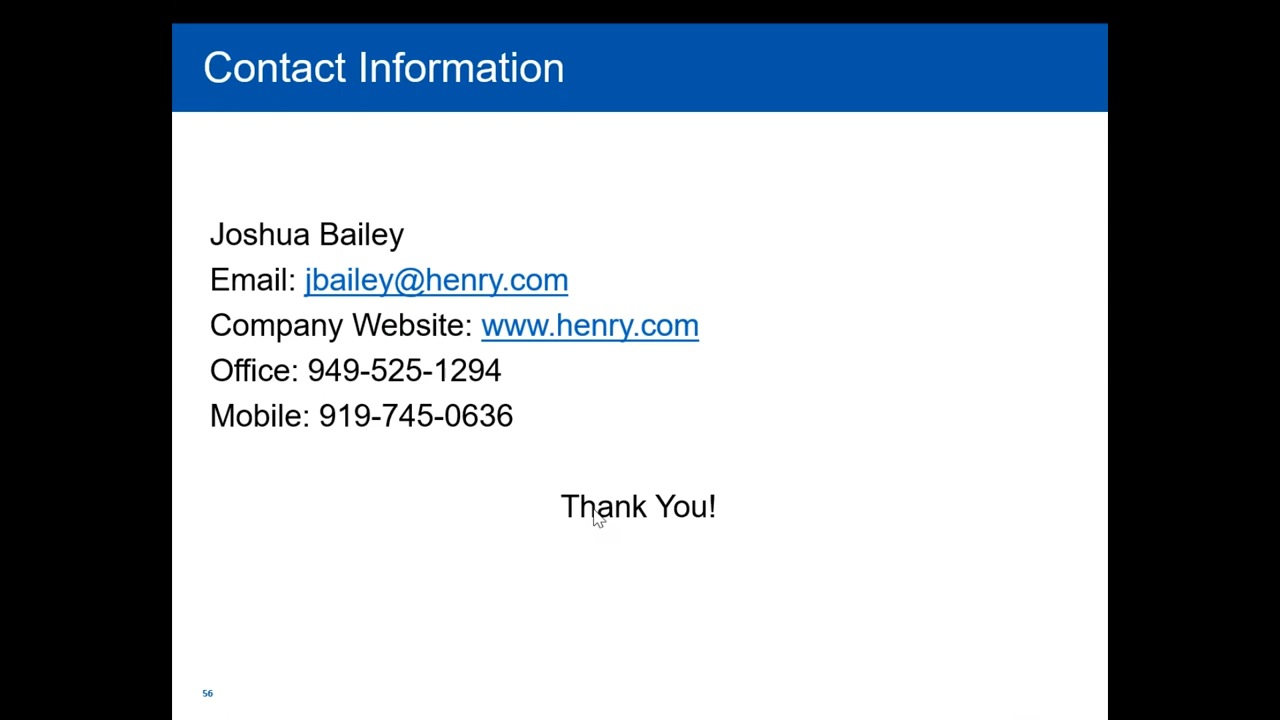 Contact Information
Joshua Bailey
Email: jbailey@henry.com
Company Website: www.henry.com
Office: 949-525-1294
Mobile: 919-745-0636
Thank You!
56